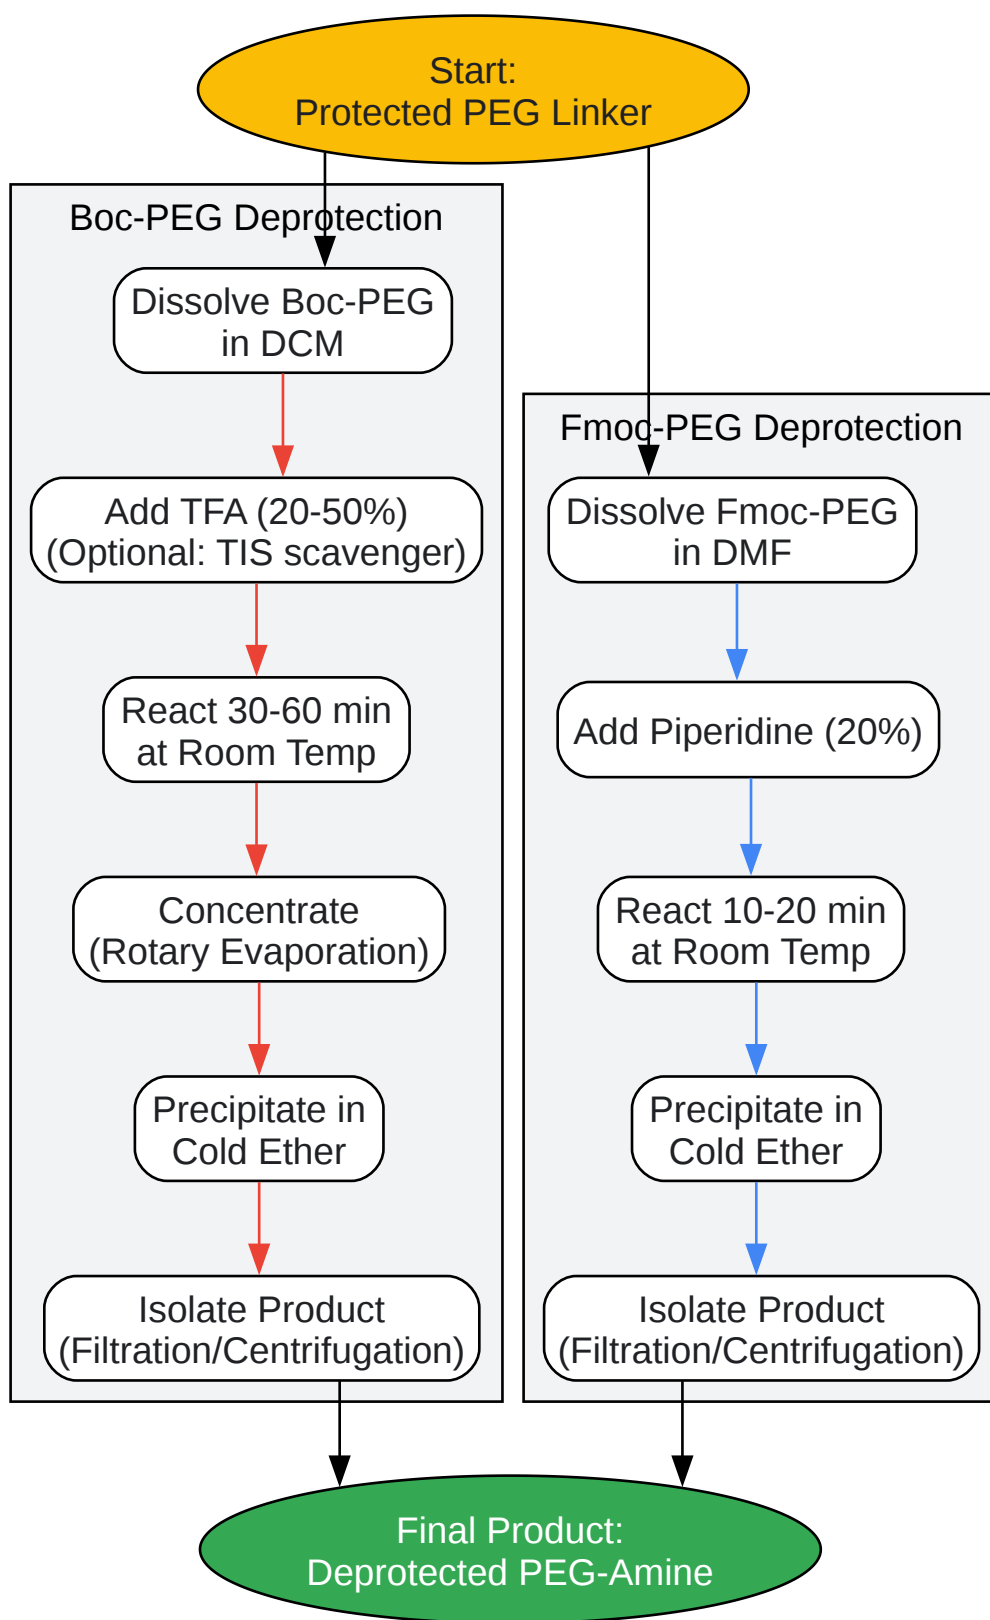 Start:
Protected PEG Linker
Boc-PEG Deprotection
Dissolve Boc-PEG
in DCM
Add TFA (20-50%)
(Optional: TIS scavenger)
React 30-60 min
at Room Temp
Concentrate
(Rotary Evaporation)
Precipitate in
Cold Ether
Isolate Product
(Filtration/Centrifugation)
Fmoc-PEG Deprotection
Dissolve Fmoc-PEG
in DMF
Add Piperidine (20%)
React 10-20 min
at Room Temp
Precipitate in
Cold Ether
Isolate Product
(Filtration/Centrifugation)
Final Product:
Deprotected PEG-Amine